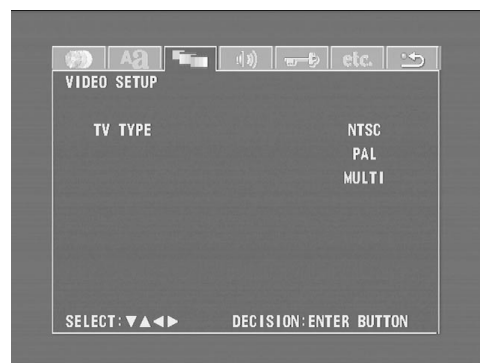 Aa etc.
VIDEO SETUP
TV TYPE NTSC
PAL
MULTI
SELECT:▼▲◀▶ DECISION:ENTER BUTTON